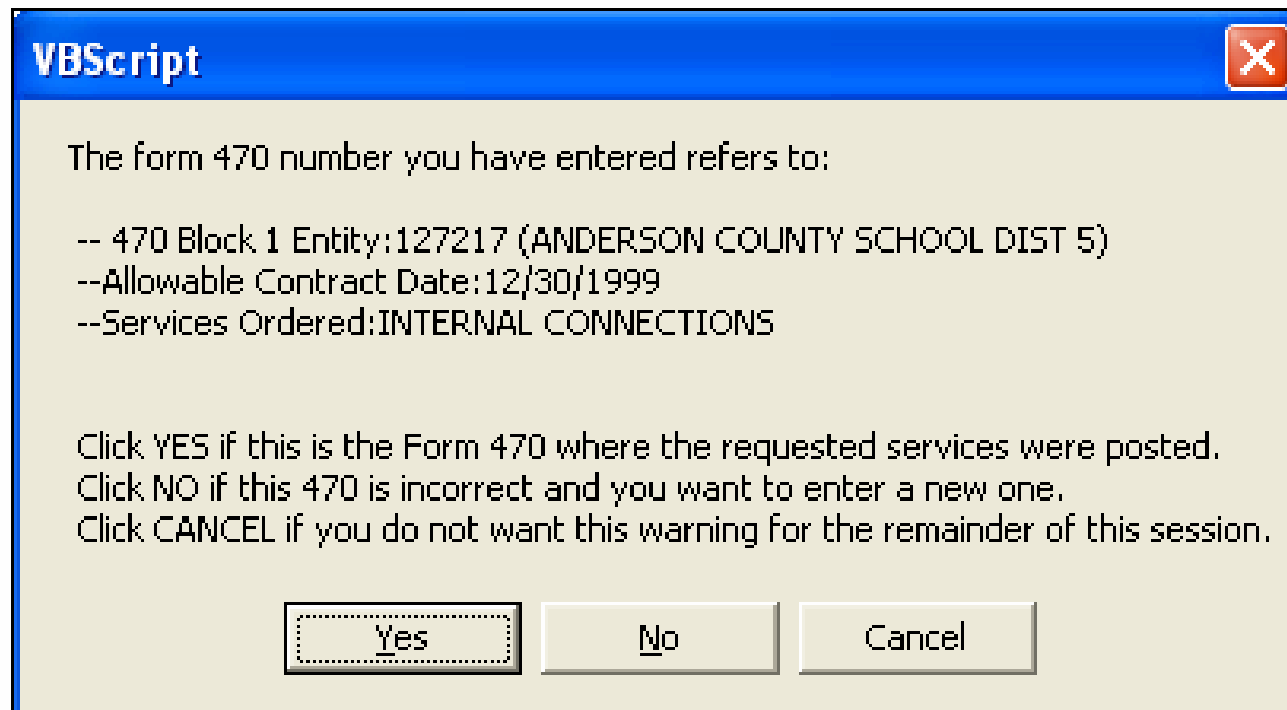 VBScript
The form 470 number you have entered refers to:
-- 470 Block 1 Entity:127217 (ANDERSON COUNTY SCHOOL DIST 5)
--Allowable Contract Date:12/30/1999
--Services Ordered:INTERNAL CONNECTIONS
Click YES if this is the Form 470 where the requested services were posted.
Click NO if this 470 is incorrect and you want to enter a new one.
Click CANCEL if you do not want this warning for the remainder of this session.
Yes No Cancel